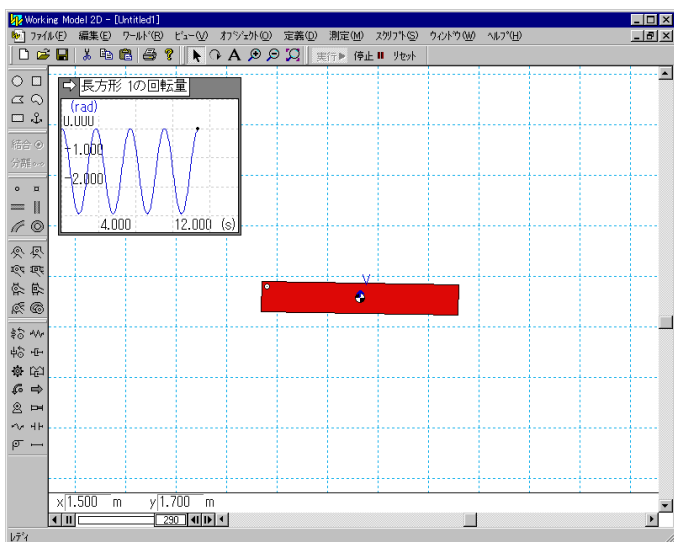 Working Model 2D - [Untitled1]
ファイル(F) 編集(E) ワールド(R) ビュー(V) オブジェクト(O) 定義(D) 測定(M) スクリプト(S) ウィンドウ(W) ヘルプ(H)
A 実行 停止 リセット
長方形 1の回転量
(rad)
0.000
-1.000
-2.000
4.000 12.000 (s)
結合
分離
V
x 1.500 m y 1.700 m
290
レディ